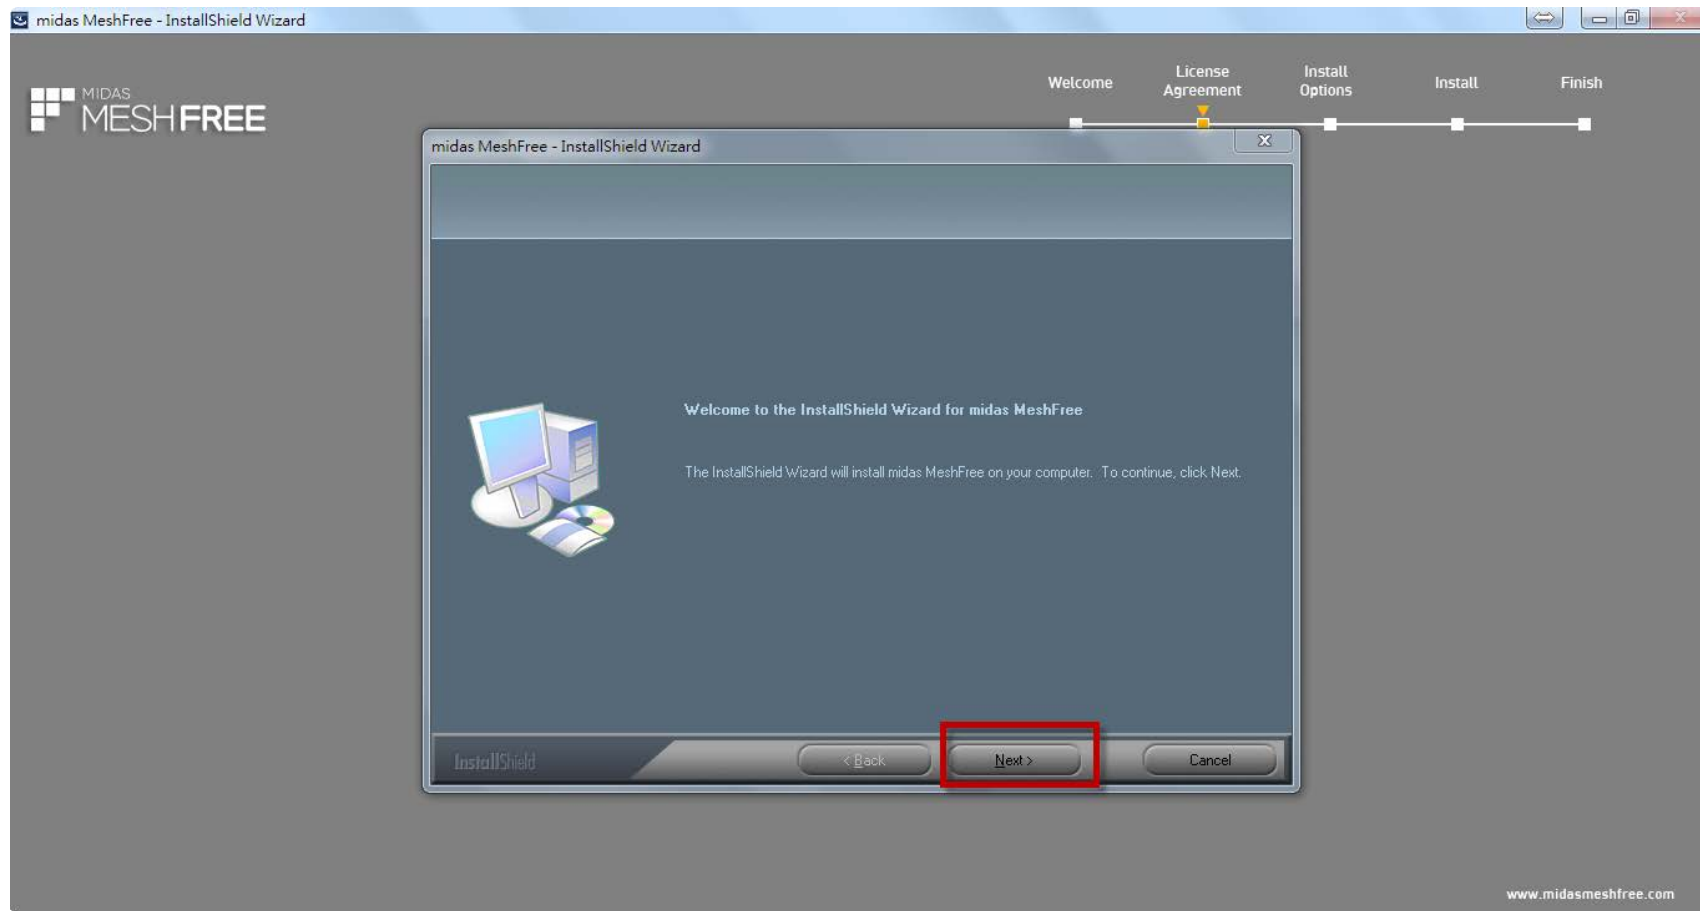 midas MeshFree - InstallShield Wizard
MIDAS
MESHFREE
Welcome
License
Agreement
Install
Options
Install
Finish
midas MeshFree - InstallShield Wizard
Welcome to the InstallShield Wizard for midas MeshFree
The InstallShield Wizard will install midas MeshFree on your computer. To continue, click Next.
InstallShield
< Back
Next >
Cancel
www.midasmeshfree.com